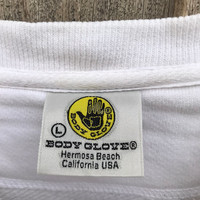 BODY GLOVE®
L
BODY GLOVE®
Hermosa Beach
California USA